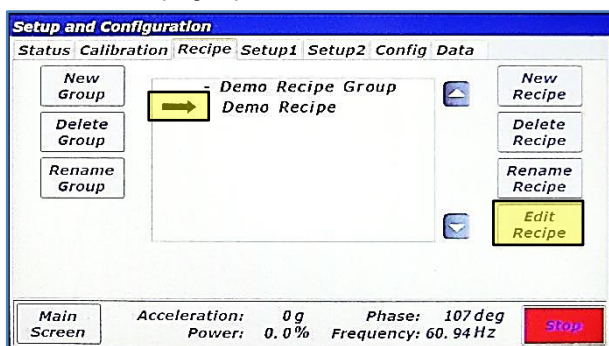 Setup and Configuration
Status Calibration Recipe Setup1 Setup2 Config Data
New
Group
Delete
Group
Rename
Group
- Demo Recipe Group
Demo Recipe
New
Recipe
Delete
Recipe
Rename
Recipe
Edit
Recipe
Main
Screen
Acceleration: 0 g Phase: 107 deg
Power: 0.0% Frequency: 60.94 Hz
Stop